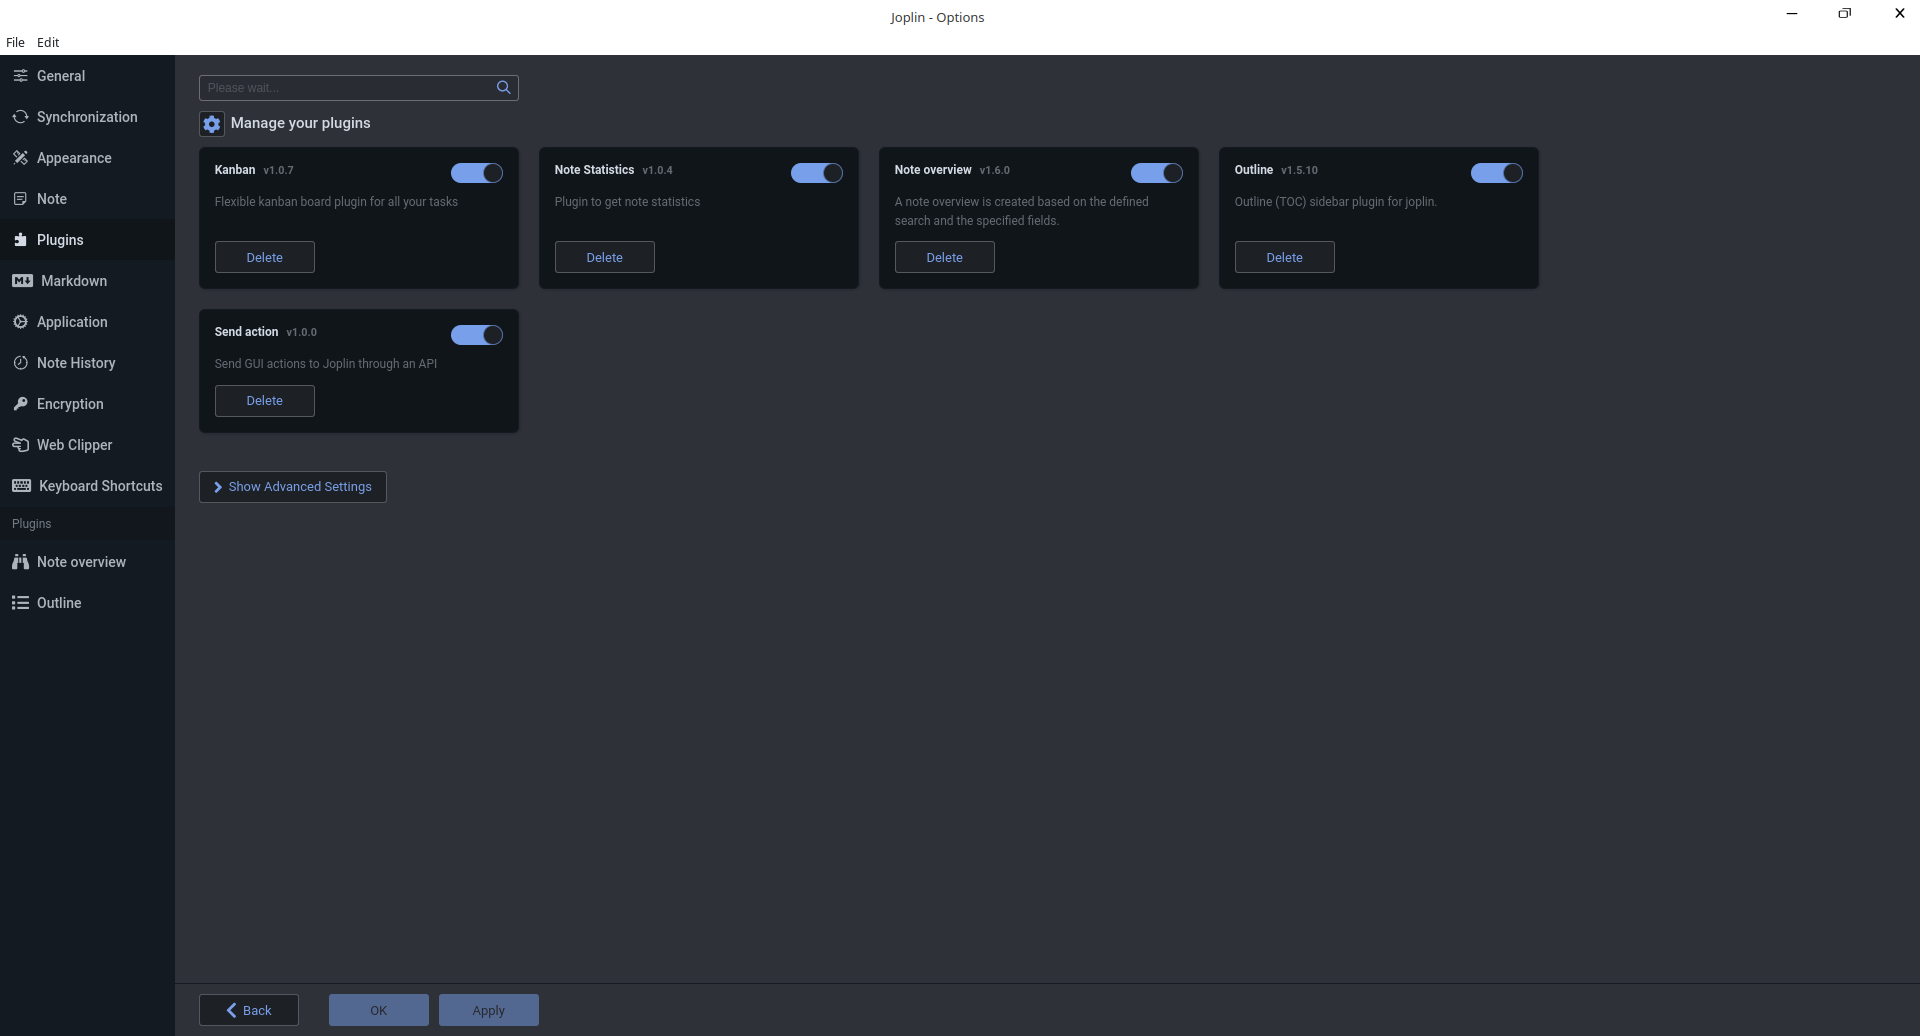 Joplin - Options
File Edit
General
Synchronization
Appearance
Note
Plugins
Markdown
Application
Note History
Encryption
Web Clipper
Keyboard Shortcuts
Plugins
Note overview
Outline
Please wait...
Manage your plugins
Kanban v1.0.7
Flexible kanban board plugin for all your tasks
Delete
Note Statistics v1.0.4
Plugin to get note statistics
Delete
Note overview v1.6.0
A note overview is created based on the defined
search and the specified fields.
Delete
Outline v1.5.10
Outline (TOC) sidebar plugin for joplin.
Delete
Send action v1.0.0
Send GUI actions to Joplin through an API
Delete
Show Advanced Settings
Back
OK
Apply